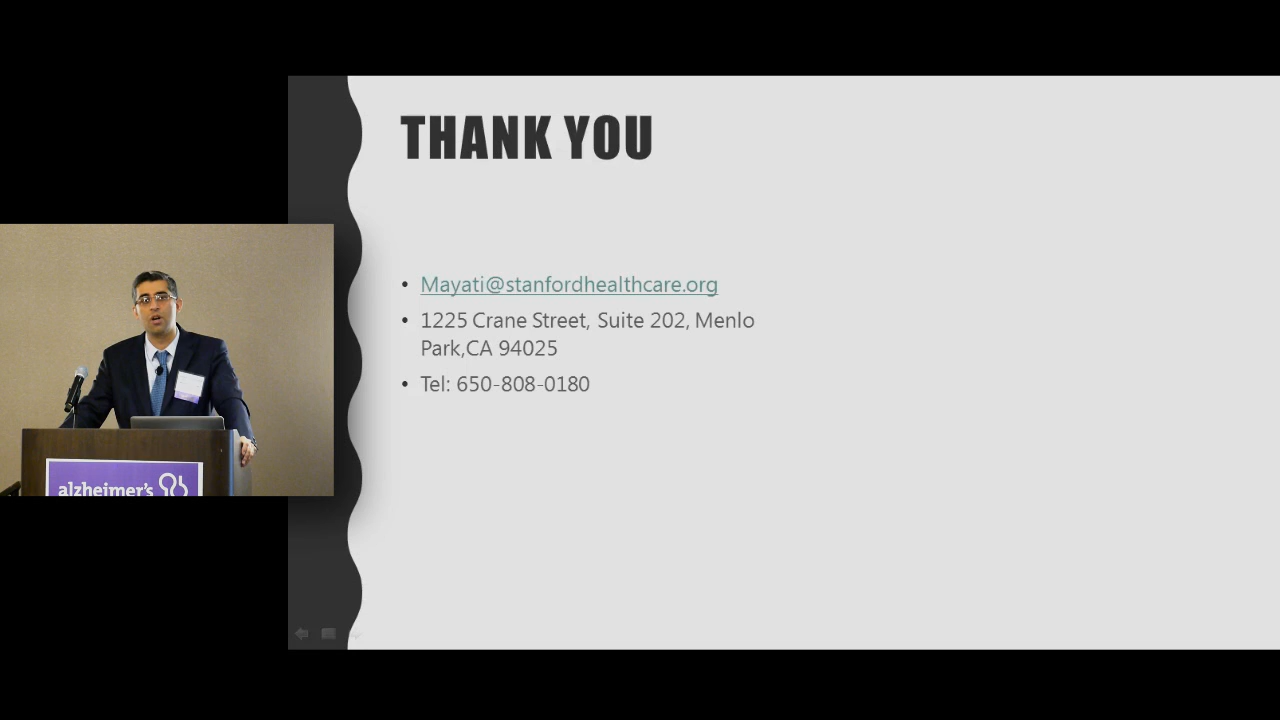 THANK YOU
• Mayati@stanfordhealthcare.org
• 1225 Crane Street, Suite 202, Menlo
Park,CA 94025
• Tel: 650-808-0180
alzheimer's